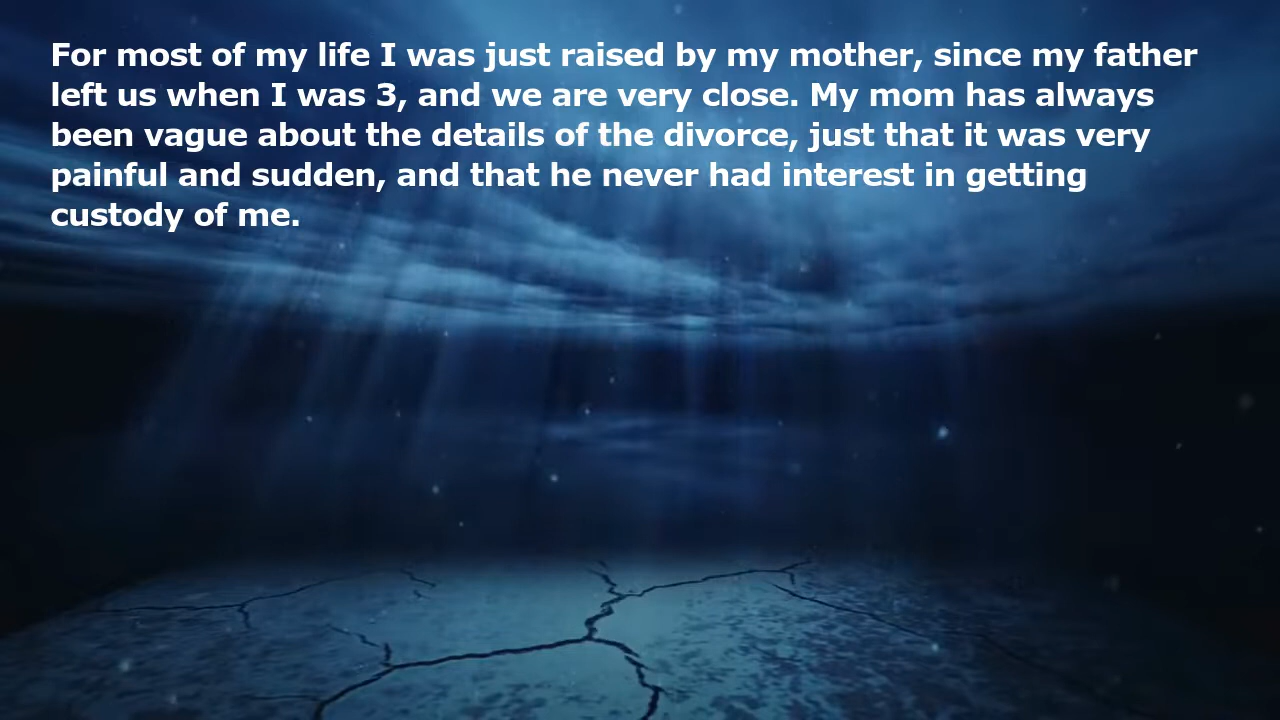 For most of my life I was just raised by my mother, since my father
left us when I was 3, and we are very close. My mom has always
been vague about the details of the divorce, just that it was very
painful and sudden, and that he never had interest in getting
custody of me.